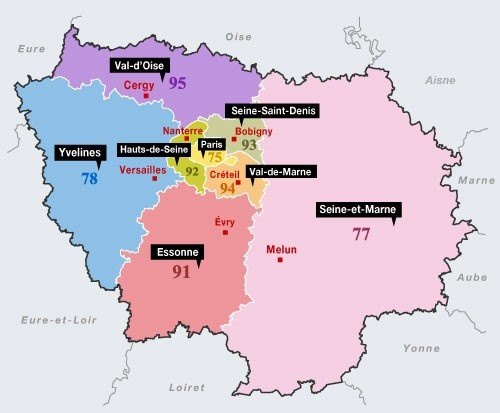 Eure
Oise
Aisne
Val-d'Oise
95
Cergy
Seine-Saint-Denis
Nanterre
Bobigny
93
Hauts-de-Seine
Paris
75
Yvelines
78
Versailles
92
Créteil
94
Val-de-Marne
Marne
Seine-et-Marne
77
Évry
Essonne
91
Melun
Aube
Eure-et-Loir
Yonne
Loiret